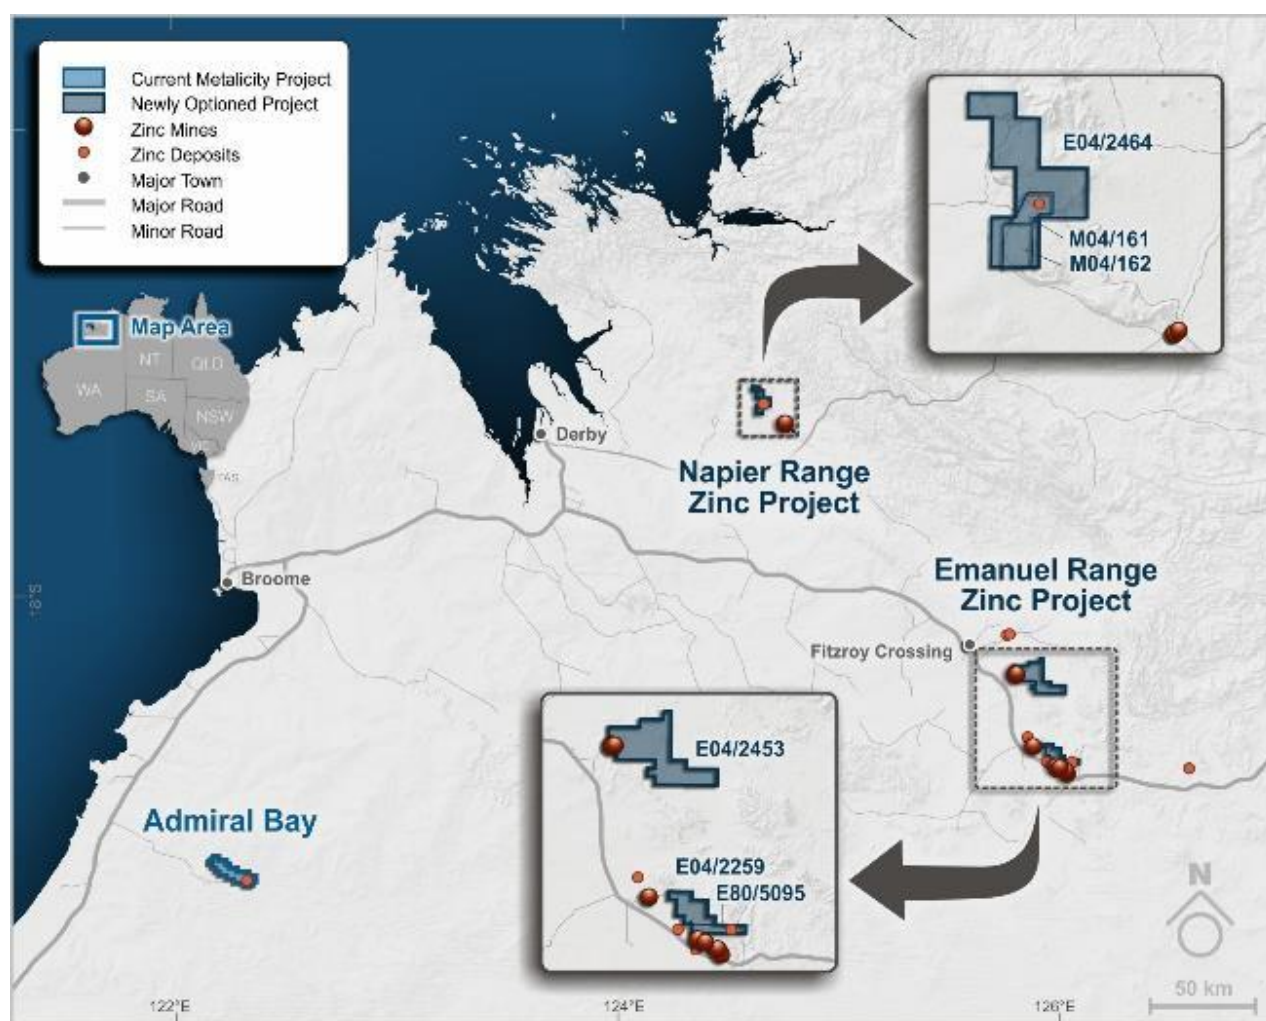 Current Metalicity Project
Newly Optioned Project
Zinc Mines
Zinc Deposits
Major Town
Major Road
Minor Road
Map Area
WA
NT
QLD
SA
NSW
TAS
E04/2464
M04/161
M04/162
Derby
Napier Range
Zinc Project
Broome
18°S
Emanuel Range
Zinc Project
Fitzroy Crossing
E04/2453
E04/2259
E80/5095
Admiral Bay
N
50 km
122°E
124°E
126°E